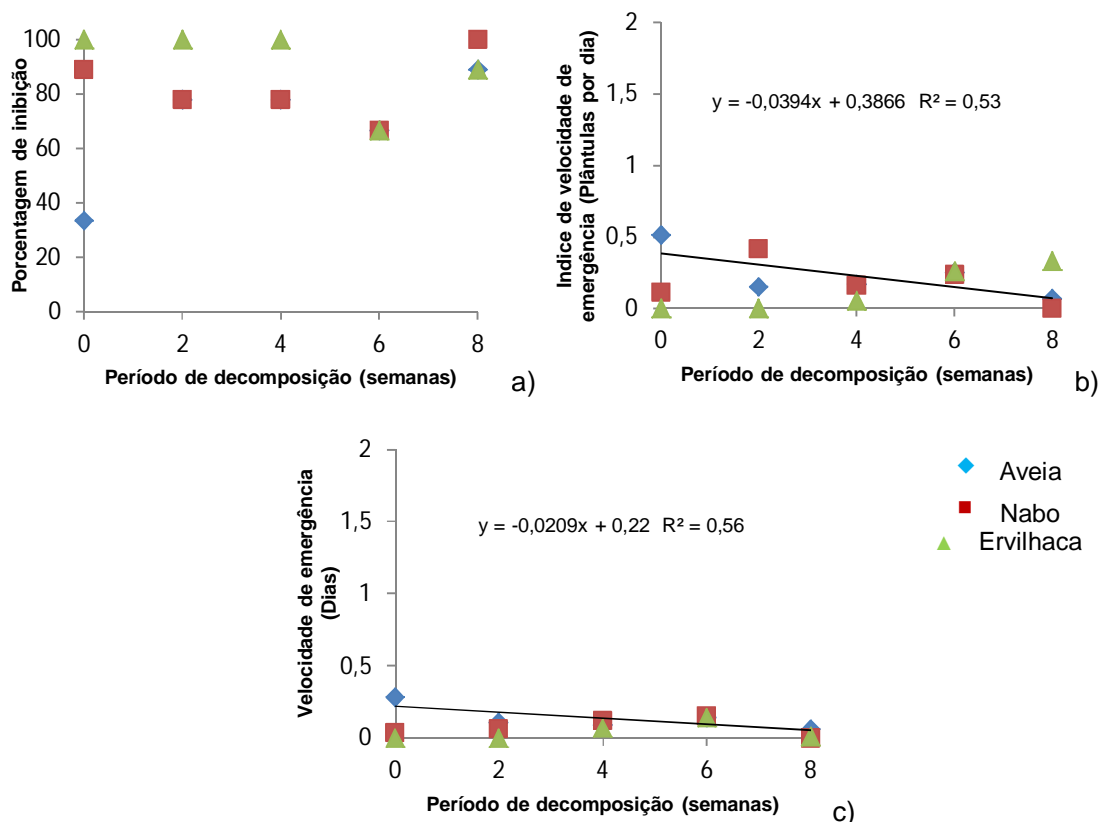 Porcentagem de inibição
100
80
60
40
20
0
0 2 4 6 8
Período de decomposição (semanas)
a)
Indice de velocidade de
emergência (Plântulas por dia)
2
1,5
1
0,5
0
y = -0,0394x + 0,3866 R² = 0,53
0 2 4 6 8
Período de decomposição (semanas)
b)
Velocidade de emergência
(Dias)
2
1,5
1
0,5
0
y = -0,0209x + 0,22 R² = 0,56
0 2 4 6 8
Período de decomposição (semanas)
c)
Aveia
Nabo
Ervilhaca